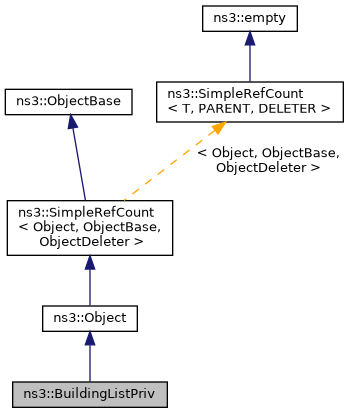 ns3::empty
ns3::SimpleRefCount
< T, PARENT, DELETER >
ns3::ObjectBase
< Object, ObjectBase,
ObjectDeleter >
ns3::SimpleRefCount
< Object, ObjectBase,
ObjectDeleter >
ns3::Object
ns3::BuildingListPriv